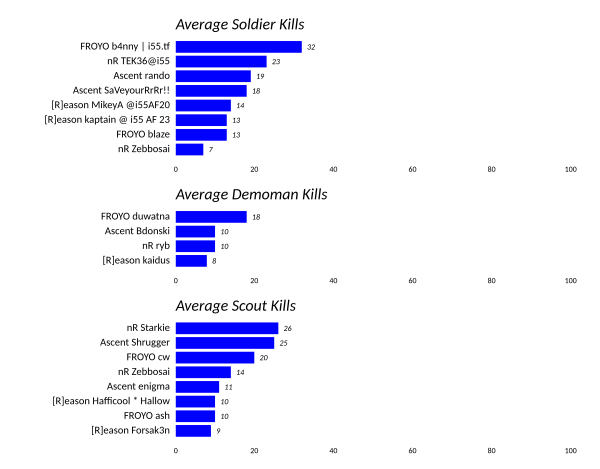 Average Soldier Kills
FROYO b4nny | i55.tf 32
nR TEK36@i55 23
Ascent rando 19
Ascent SaVeyourRrRr!! 18
[R]eason MikeyA @i55AF20 14
[R]eason kaptain @ i55 AF 23 13
FROYO blaze 13
nR Zebbosai 7
0 20 40 60 80 100
Average Demoman Kills
FROYO duwatna 18
Ascent Bdonski 10
nR ryb 10
[R]eason kaidus 8
0 20 40 60 80 100
Average Scout Kills
nR Starkie 26
Ascent Shrugger 25
FROYO cw 20
nR Zebbosai 14
Ascent enigma 11
[R]eason Hafficool * Hallow 10
FROYO ash 10
[R]eason Forsak3n 9
0 20 40 60 80 100